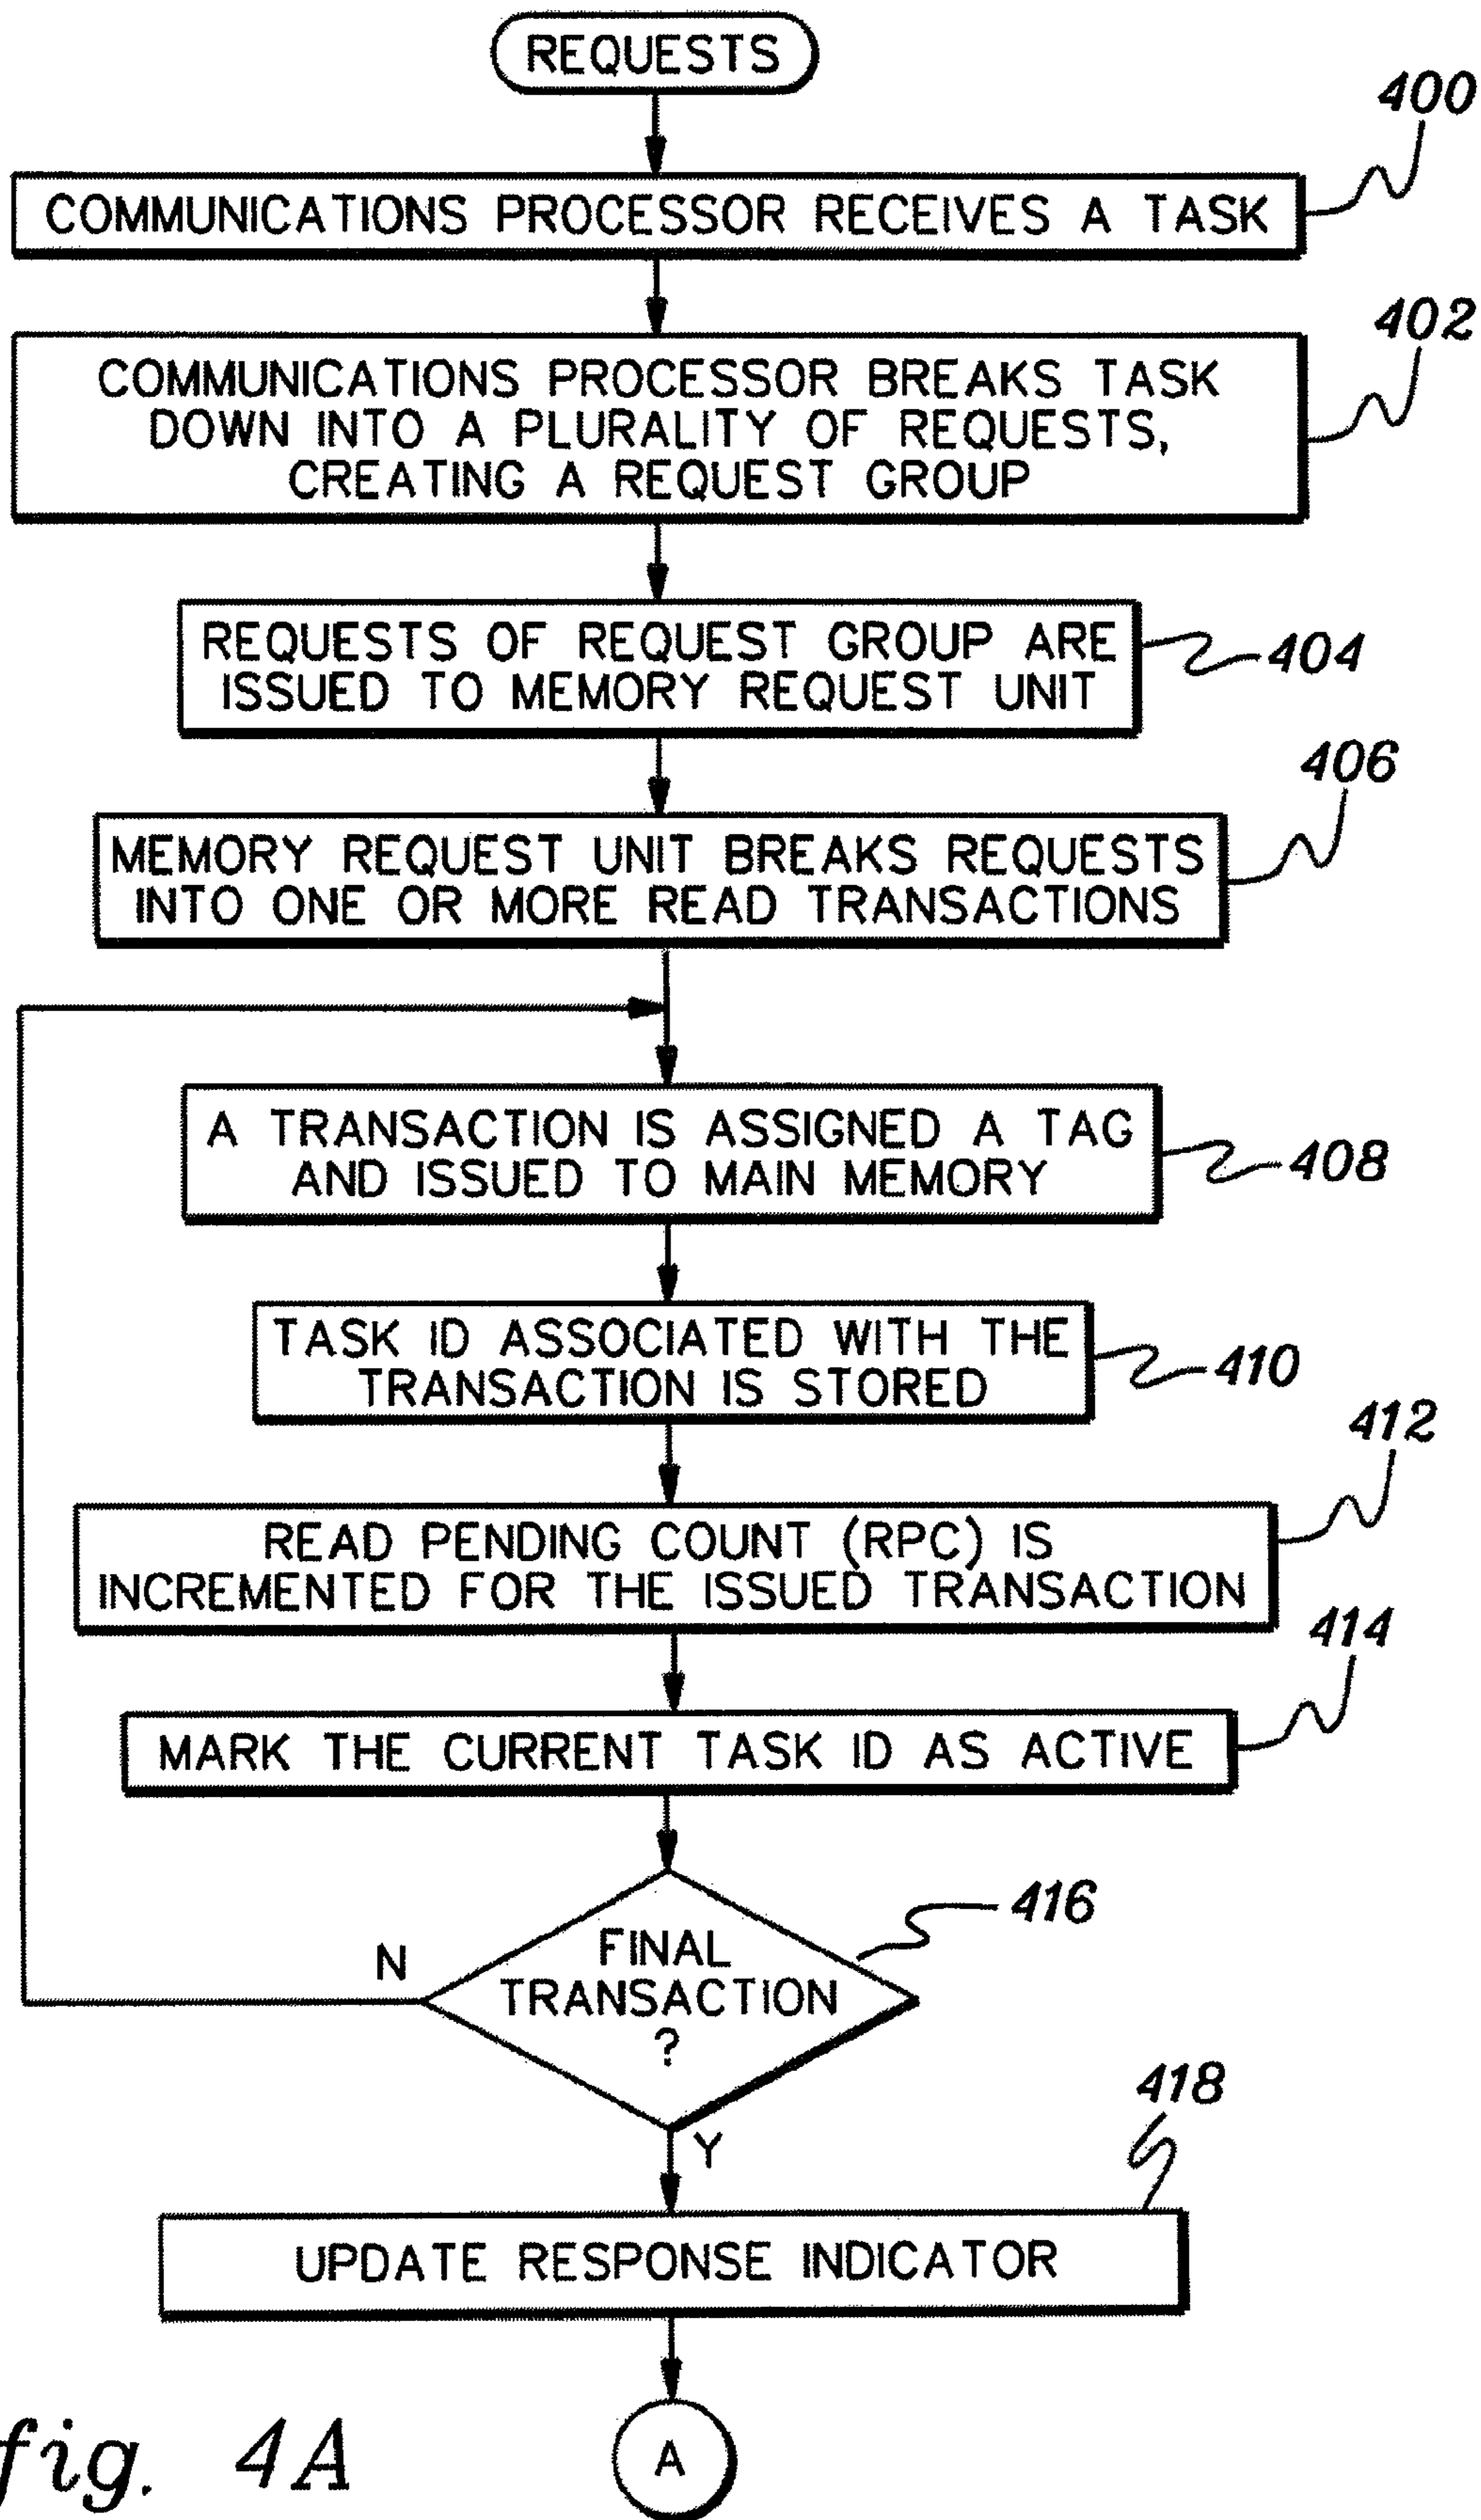 REQUESTS
400
COMMUNICATIONS PROCESSOR RECEIVES A TASK
402
COMMUNICATIONS PROCESSOR BREAKS TASK
DOWN INTO A PLURALITY OF REQUESTS,
CREATING A REQUEST GROUP
REQUESTS OF REQUEST GROUP ARE
ISSUED TO MEMORY REQUEST UNIT
404
406
MEMORY REQUEST UNIT BREAKS REQUESTS
INTO ONE OR MORE READ TRANSACTIONS
A TRANSACTION IS ASSIGNED A TAG
AND ISSUED TO MAIN MEMORY
408
TASK ID ASSOCIATED WITH THE
TRANSACTION IS STORED
410
412
READ PENDING COUNT (RPC) IS
INCREMENTED FOR THE ISSUED TRANSACTION
414
MARK THE CURRENT TASK ID AS ACTIVE
416
N
FINAL
TRANSACTION
?
Y
418
UPDATE RESPONSE INDICATOR
A
fig. 4A